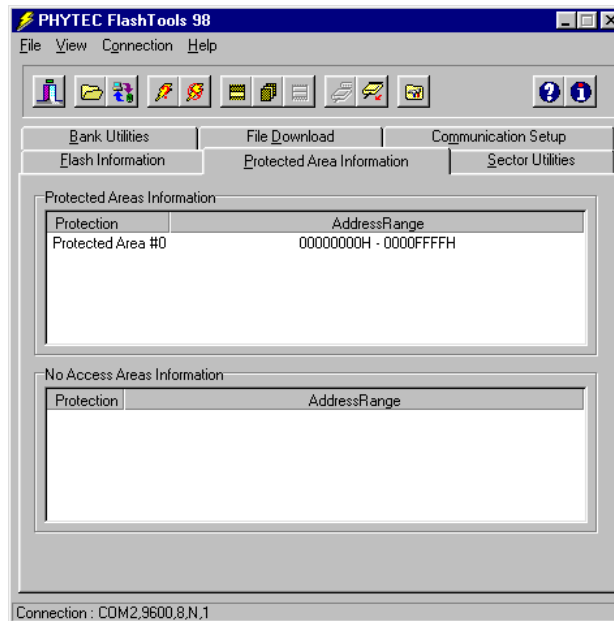 PHYTEC FlashTools 98
File View Connection Help
Bank Utilities File Download Communication Setup
Flash Information Protected Area Information Sector Utilities
Protected Areas Information
Protection AddressRange
Protected Area #0 00000000H - 0000FFFFH
No Access Areas Information
Protection AddressRange
Connection : COM2,9600,8,N,1